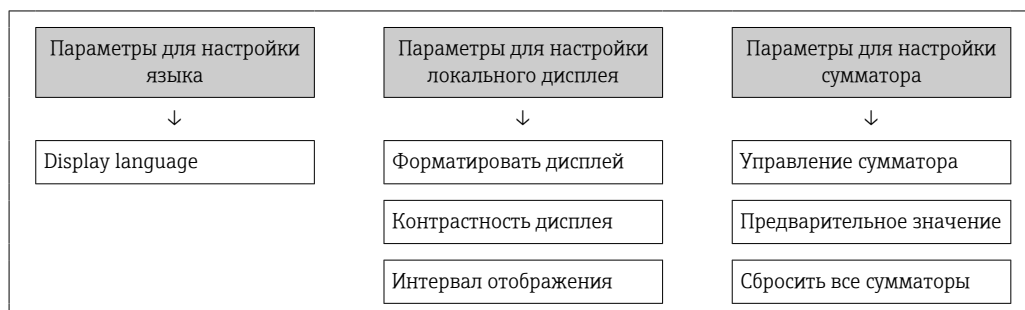 Параметры для настройки
языка
↓
Display language
Параметры для настройки
локального дисплея
↓
Форматировать дисплей
Контрастность дисплея
Интервал отображения
Параметры для настройки
сумматора
↓
Управление сумматора
Предварительное значение
Сбросить все сумматоры